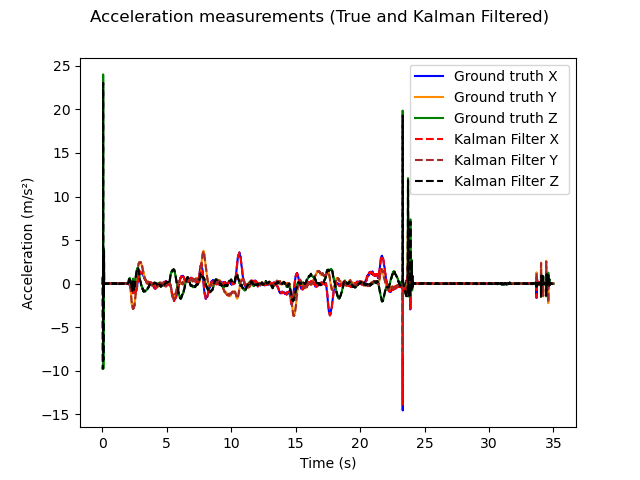 Acceleration measurements (True and Kalman Filtered)
25
20
15
10
5
0
−5
−10
−15
Acceleration (m/s²)
Ground truth X
Ground truth Y
Ground truth Z
Kalman Filter X
Kalman Filter Y
Kalman Filter Z
0 5 10 15 20 25 30 35
Time (s)